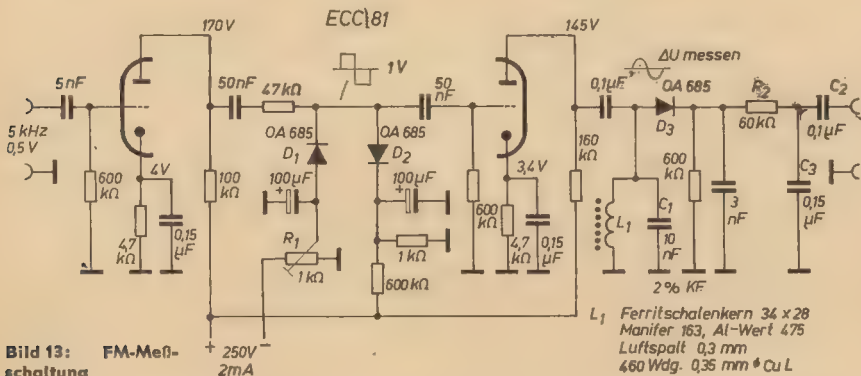 ECC 81
170V
145V
5nF
50nF
47kΩ
1V
50
nF
0,1µF
ΔU messen
OA 685
D3
R2
60kΩ
C2
0,1µF
5 kHz
0,5 V
OA 685
D1
OA 685
D2
600
kΩ
4V
100
kΩ
100µF
+
100µF
+
600
kΩ
3,4V
160
kΩ
600
kΩ
3
nF
C3
0,15
µF
4,7
kΩ
0,15
µF
R1
1kΩ
1kΩ
600kΩ
4,7
kΩ
0,15
µF
L1
C1
10
nF
2% KF
Bild 13: FM-Meß-
schaltung
+ 250V −
2mA
L1 Ferritschalenkern 34 x 28
Manifer 163, Al-Wert 475
Luftspalt 0,3 mm
460 Wdg. 0,35 mm ⌀ CuL